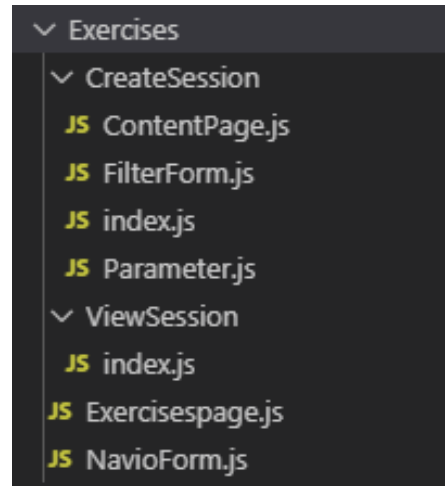 Exercises
CreateSession
JS ContentPage.js
JS FilterForm.js
JS index.js
JS Parameter.js
ViewSession
JS index.js
JS Exercisespage.js
JS NavioForm.js